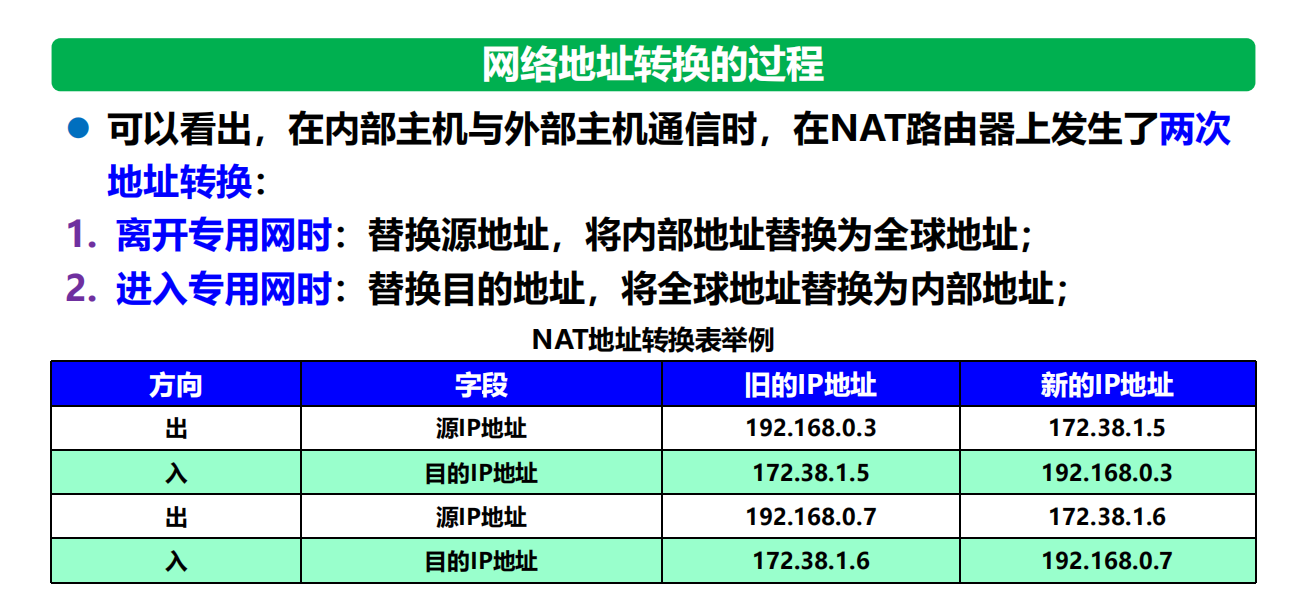 网络地址转换的过程
● 可以看出，在内部主机与外部主机通信时，在NAT路由器上发生了两次
地址转换：
1. 离开专用网时：替换源地址，将内部地址替换为全球地址；
2. 进入专用网时：替换目的地址，将全球地址替换为内部地址；
NAT地址转换表举例
方向 字段 旧的IP地址 新的IP地址
出 源IP地址 192.168.0.3 172.38.1.5
入 目的IP地址 172.38.1.5 192.168.0.3
出 源IP地址 192.168.0.7 172.38.1.6
入 目的IP地址 172.38.1.6 192.168.0.7